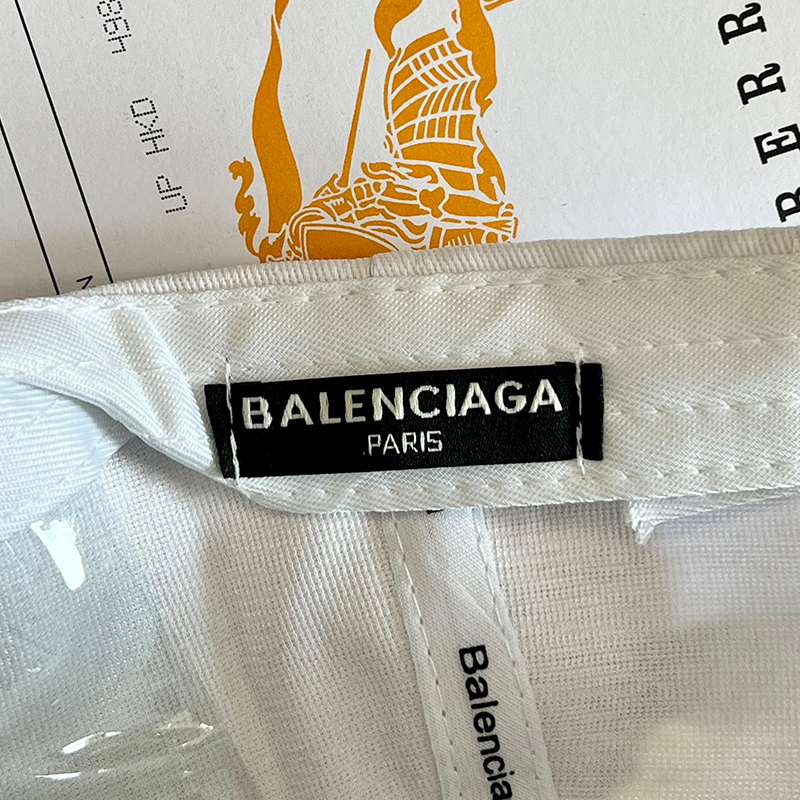 498
UP HKD
N
BERR
BALENCIAGA
PARIS
Balencia